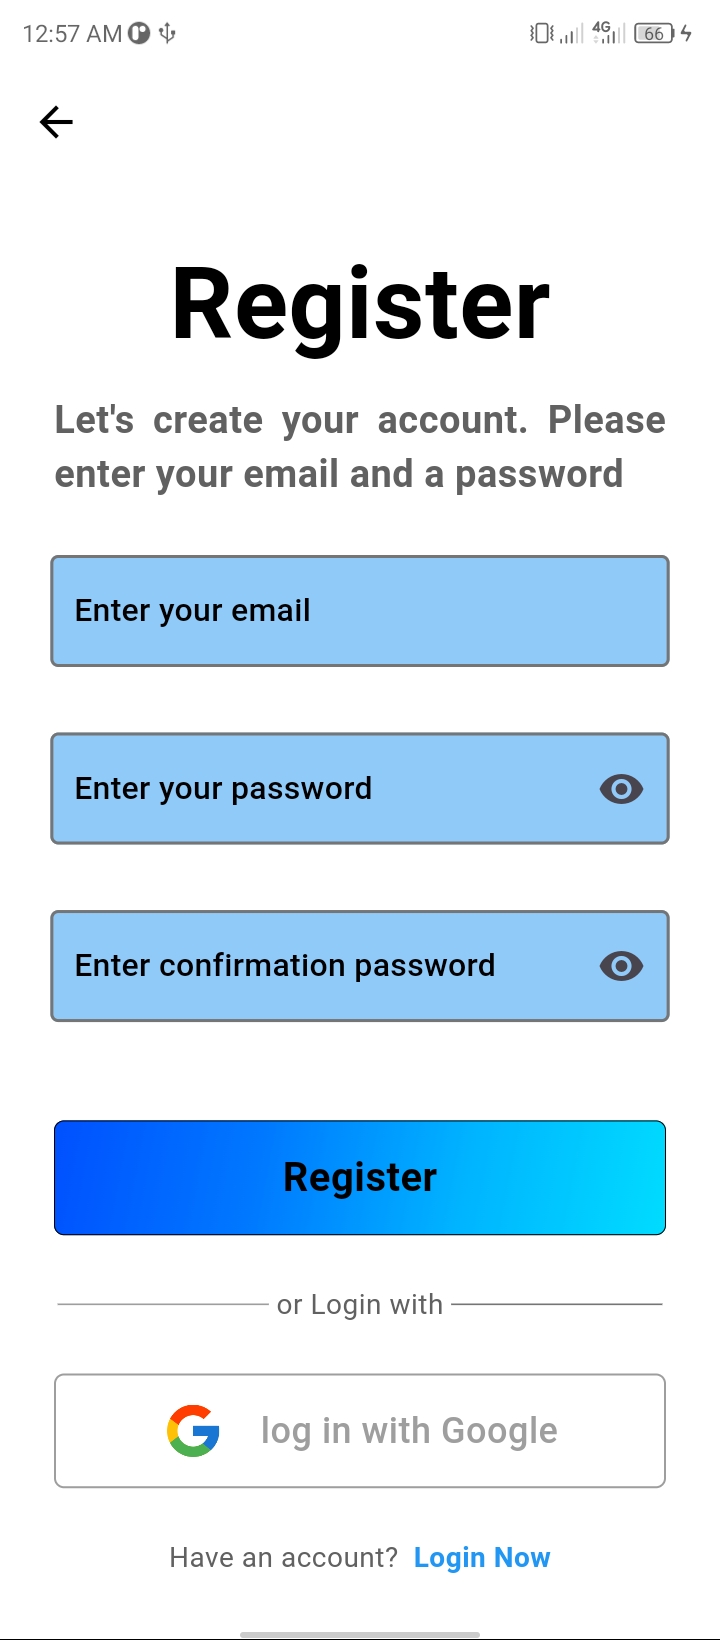 12:57 AM
4G
66
Register
Let's create your account. Please
enter your email and a password
Enter your email
Enter your password
Enter confirmation password
Register
or Login with
log in with Google
Have an account? Login Now